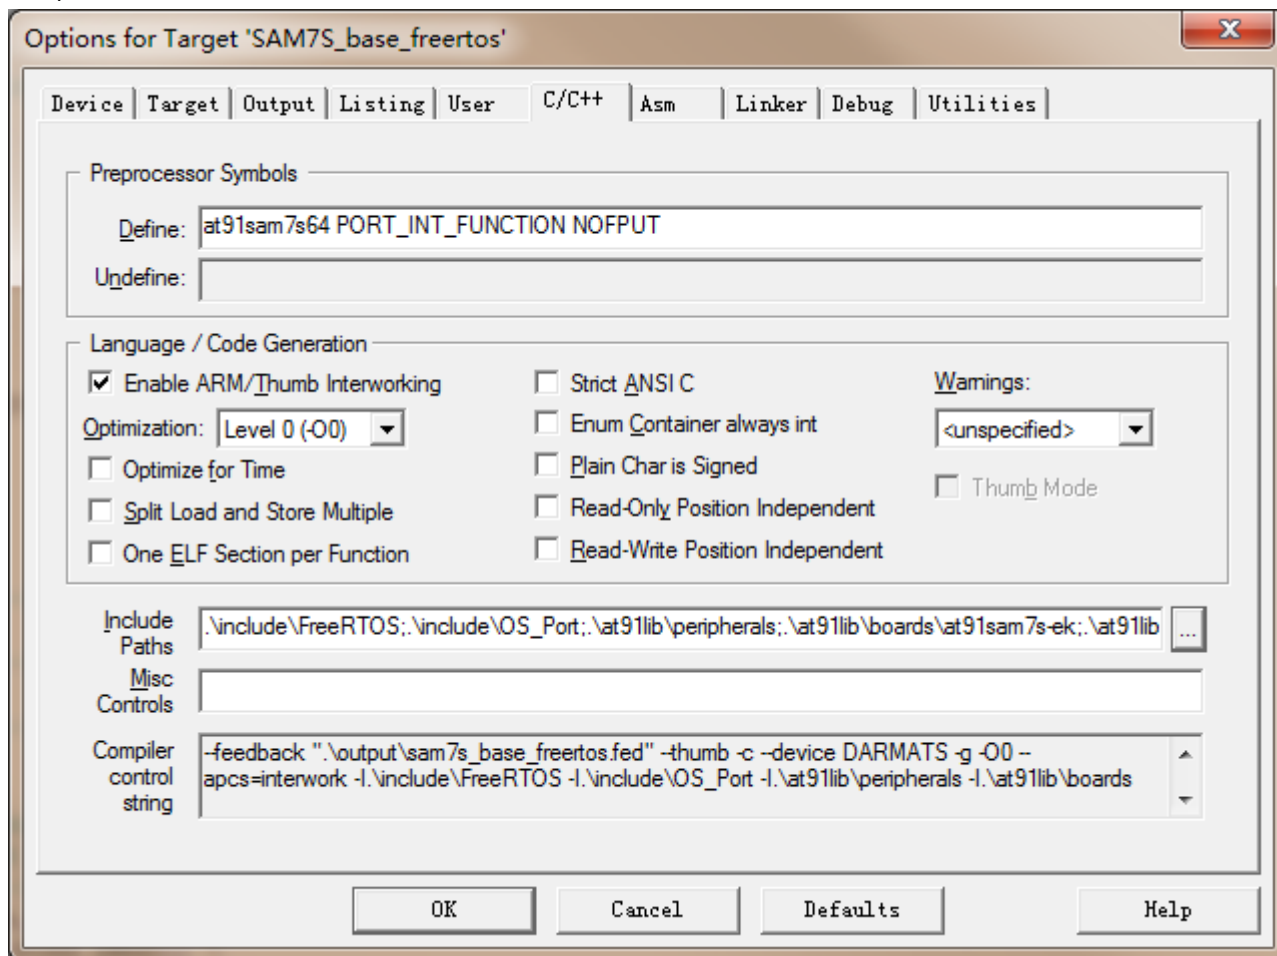 Options for Target 'SAM7S_base_freertos'
Device Target Output Listing User C/C++ Asm Linker Debug Utilities
Preprocessor Symbols
Define: at91sam7s64 PORT_INT_FUNCTION NOFPUT
Undefine:
Language / Code Generation
Enable ARM/Thumb Interworking Strict ANSI C Warnings:
Optimization: Level 0 (-O0) Enum Container always int <unspecified>
Optimize for Time Plain Char is Signed Thumb Mode
Split Load and Store Multiple Read-Only Position Independent
One ELF Section per Function Read-Write Position Independent
Include Paths .\include\FreeRTOS;.\include\OS_Port;.\at91lib\peripherals;.\at91lib\boards\at91sam7s-ek;.\at91lib ...
Misc Controls
Compiler control string --feedback ".\output\sam7s_base_freertos.fed" --thumb -c --device DARMATS -g -O0 --
apcs=interwork -I.\include\FreeRTOS -I.\include\OS_Port -I.\at91lib\peripherals -I.\at91lib\boards
OK Cancel Defaults Help